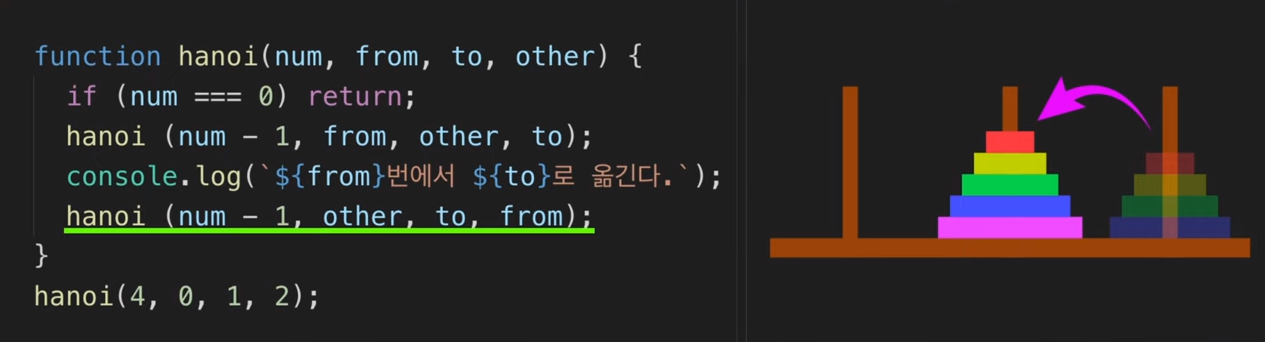 function hanoi(num, from, to, other) {
if (num === 0) return;
hanoi (num - 1, from, other, to);
console.log(`${from}번에서 ${to}로 옮긴다.`);
hanoi (num - 1, other, to, from);
}
hanoi(4, 0, 1, 2);